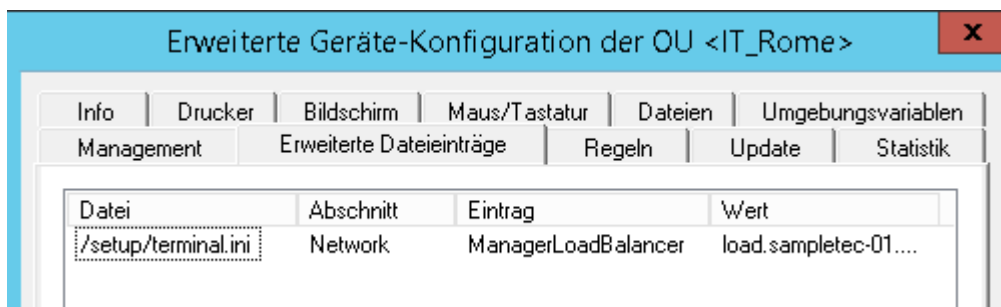 Erweiterte Geräte-Konfiguration der OU <IT_Rome> x
Info Drucker Bildschirm Maus/Tastatur Dateien Umgebungsvariablen
Management Erweiterte Dateieinträge Regeln Update Statistik
Datei Abschnitt Eintrag Wert
/setup/terminal.ini Network ManagerLoadBalancer load.sampletec-01....